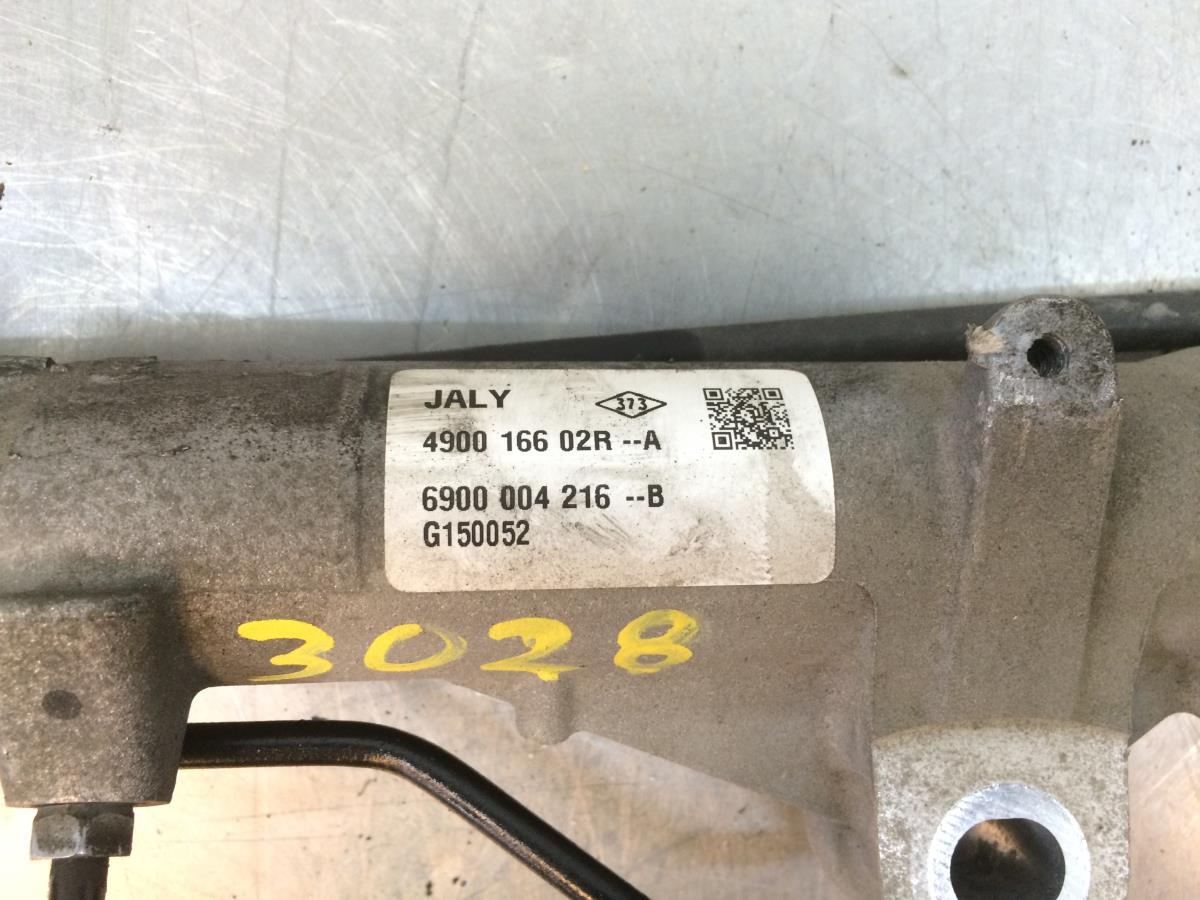 JALY 373
4900 166 02R --A
6900 004 216 --B
G150052
3028